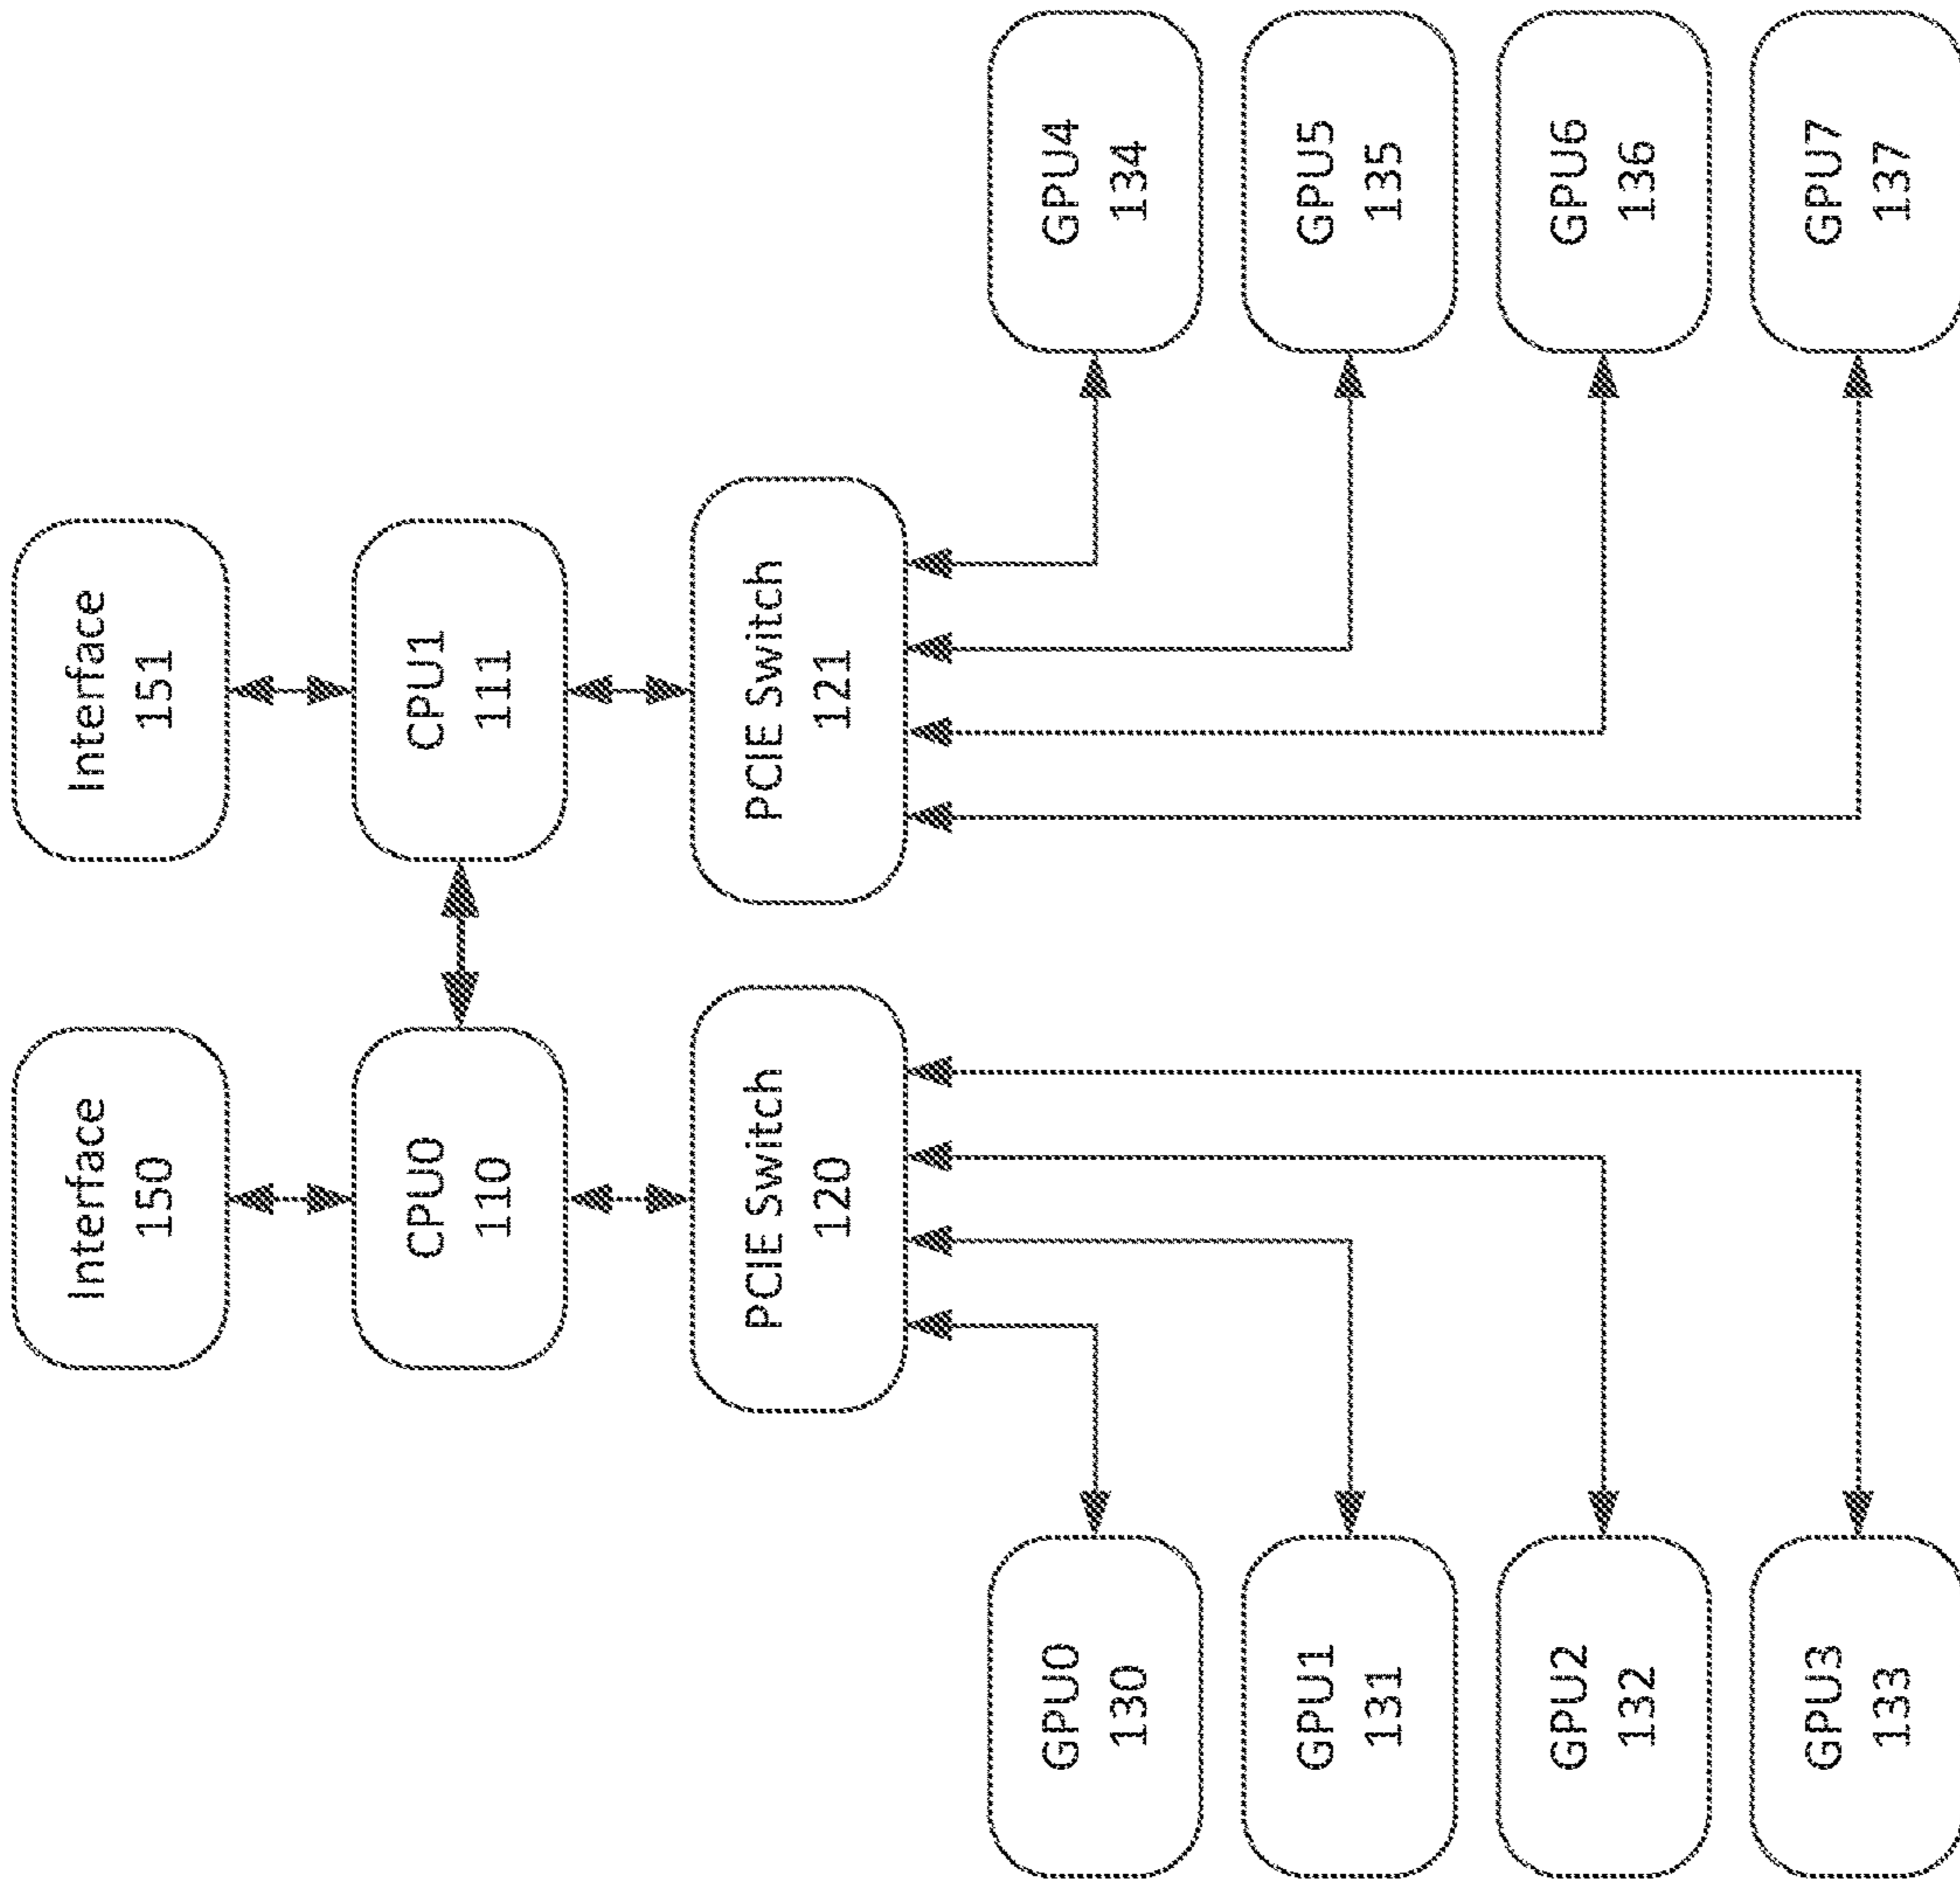 Interface
150
Interface
151
CPU0
110
CPU1
111
PCIE Switch
120
PCIE Switch
121
GPU0
130
GPU4
134
GPU1
131
GPU5
135
GPU2
132
GPU6
136
GPU3
133
GPU7
137